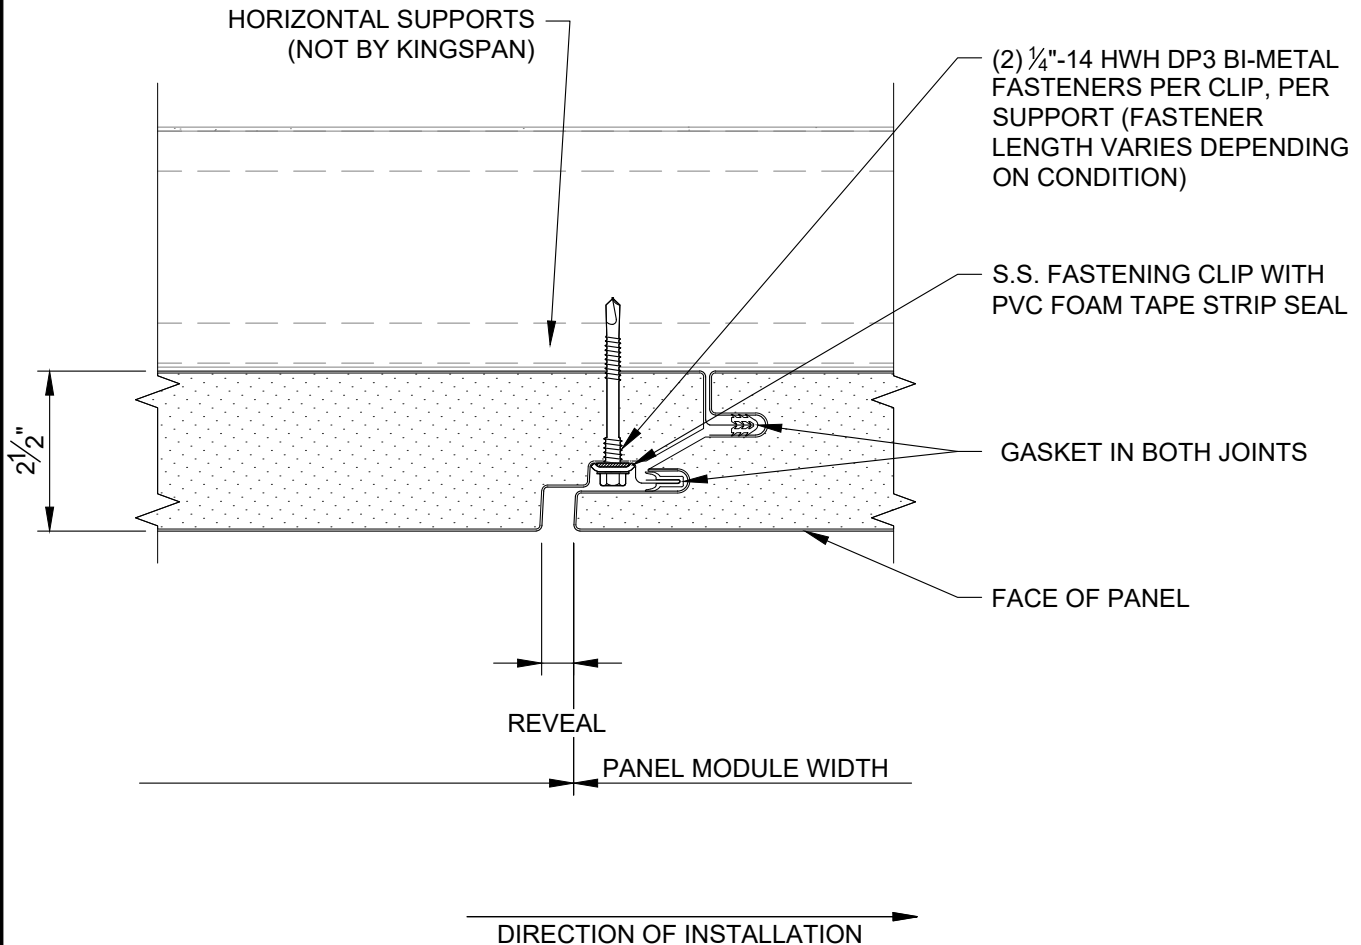 HORIZONTAL SUPPORTS
(NOT BY KINGSPAN)
(2) ¼"-14 HWH DP3 BI-METAL
FASTENERS PER CLIP, PER
SUPPORT (FASTENER
LENGTH VARIES DEPENDING
ON CONDITION)
S.S. FASTENING CLIP WITH
PVC FOAM TAPE STRIP SEAL
2½"
GASKET IN BOTH JOINTS
FACE OF PANEL
REVEAL
PANEL MODULE WIDTH
DIRECTION OF INSTALLATION